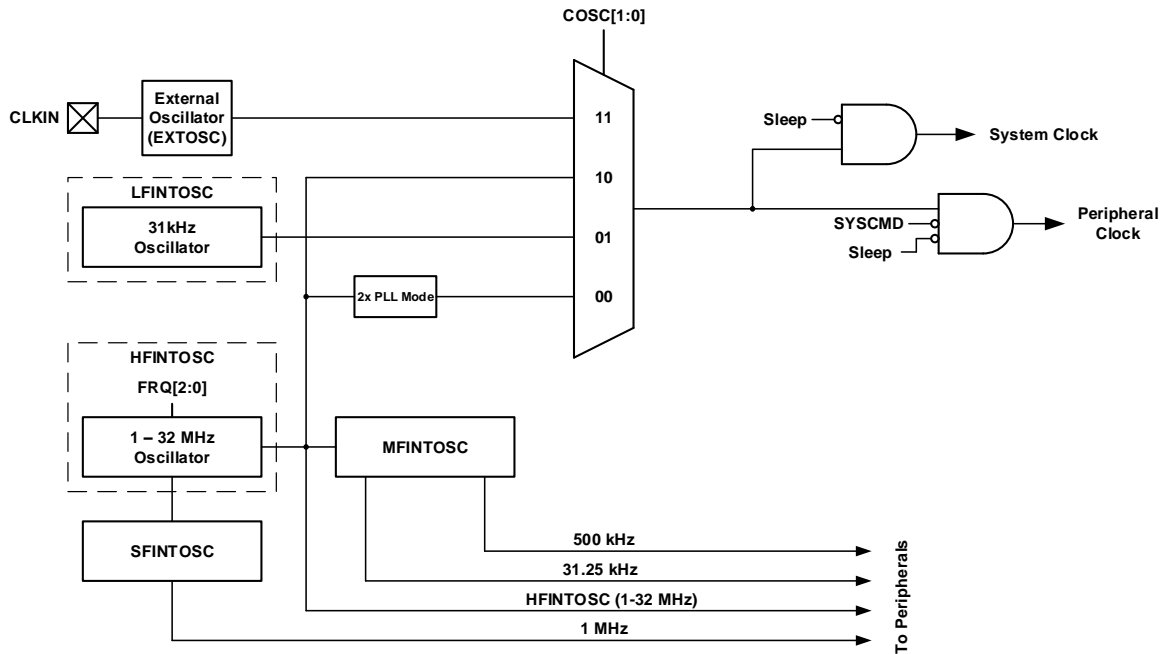 COSC[1:0]
CLKIN
External
Oscillator
(EXTOSC)
11
Sleep
System Clock
LFINTOSC
10
31kHz
Oscillator
01
SYSCMD
Sleep
Peripheral
Clock
2x PLL Mode
00
HFINTOSC
FRQ[2:0]
1 – 32 MHz
Oscillator
MFINTOSC
SFINTOSC
500 kHz
31.25 kHz
HFINTOSC (1-32 MHz)
1 MHz
To Peripherals